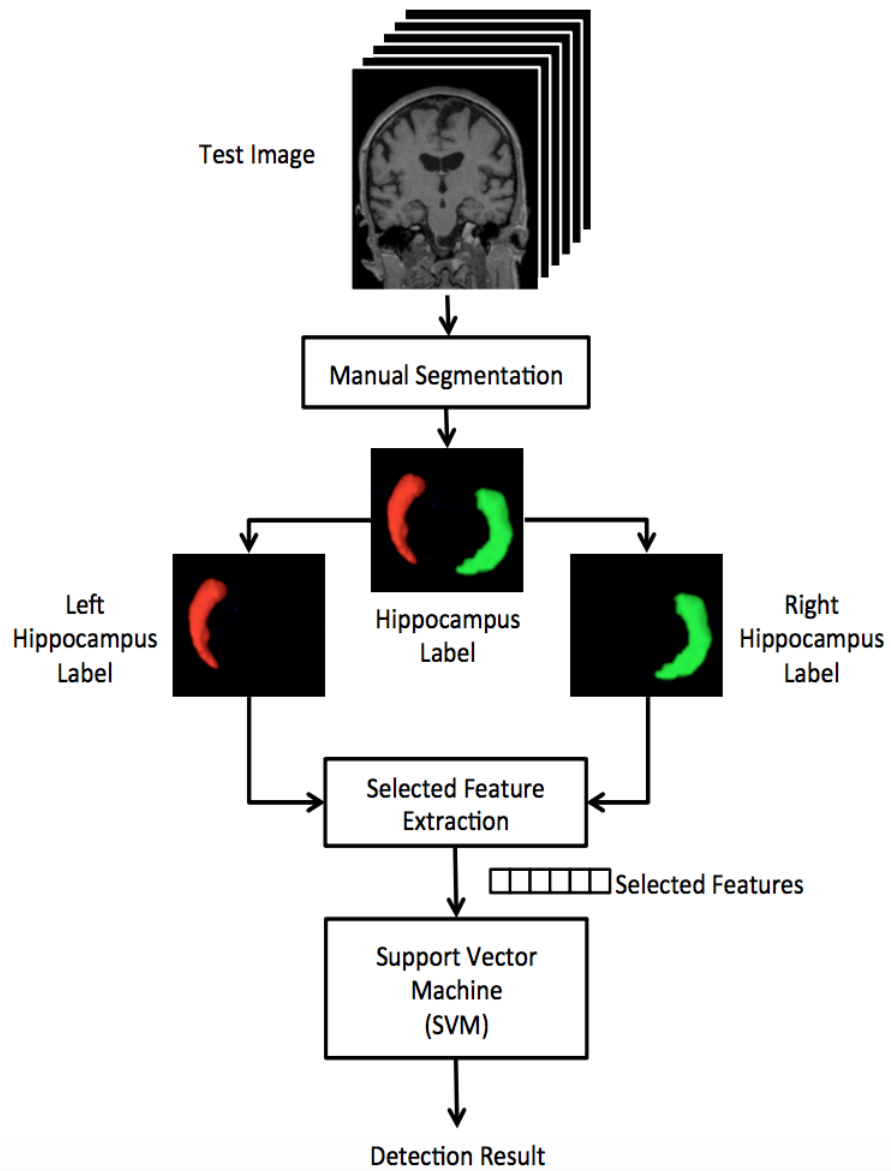 Test Image
Manual Segmentation
Left
Hippocampus
Label
Hippocampus
Label
Right
Hippocampus
Label
Selected Feature
Extraction
Selected Features
Support Vector
Machine
(SVM)
Detection Result